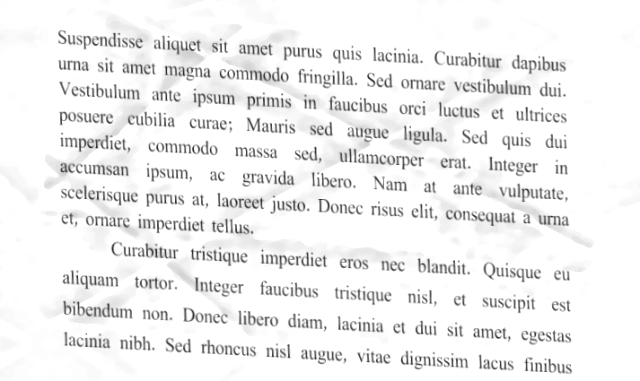 Suspendisse aliquet sit amet purus quis lacinia. Curabitur dapibus
urna sit amet magna commodo fringilla. Sed ornare vestibulum dui.
Vestibulum ante ipsum primis in faucibus orci luctus et ultrices
posuere cubilia curae; Mauris sed augue ligula. Sed quis dui
imperdiet, commodo massa sed, ullamcorper erat. Integer in
accumsan ipsum, ac gravida libero. Nam at ante vulputate,
scelerisque purus at, laoreet justo. Donec risus elit, consequat a urna
et, ornare imperdiet tellus.
Curabitur tristique imperdiet eros nec blandit. Quisque eu
aliquam tortor. Integer faucibus tristique nisl, et suscipit est
bibendum non. Donec libero diam, lacinia et dui sit amet, egestas
lacinia nibh. Sed rhoncus nisl augue, vitae dignissim lacus finibus